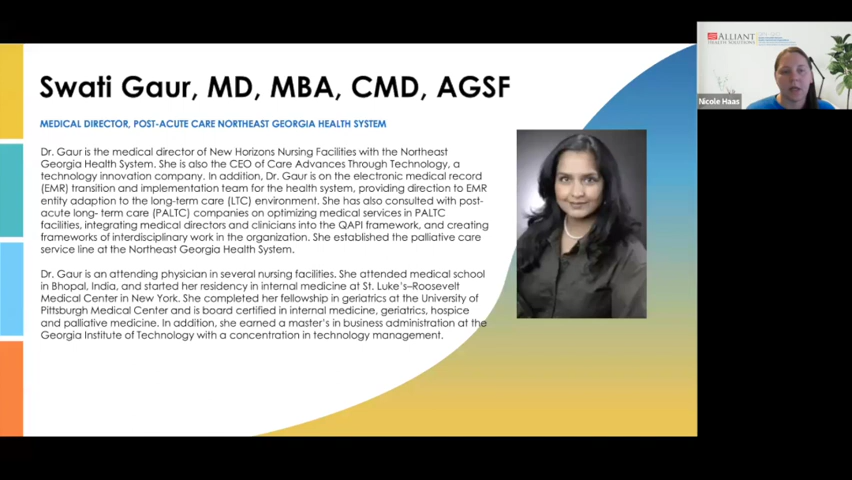 Swati Gaur, MD, MBA, CMD, AGSF
MEDICAL DIRECTOR, POST-ACUTE CARE NORTHEAST GEORGIA HEALTH SYSTEM
Dr. Gaur is the medical director of New Horizons Nursing Facilities with the Northeast
Georgia Health System. She is also the CEO of Care Advances Through Technology, a
technology innovation company. In addition, Dr. Gaur is on the electronic medical record
(EMR) transition and implementation team for the health system, providing direction to EMR
entity adaption to the long-term care (LTC) environment. She has also consulted with post-
acute long- term care (PALTC) companies on optimizing medical services in PALTC
facilities, integrating medical directors and clinicians into the QAPI framework, and creating
frameworks of interdisciplinary work in the organization. She established the palliative care
service line at the Northeast Georgia Health System.
Dr. Gaur is an attending physician in several nursing facilities. She attended medical school
in Bhopal, India, and started her residency in internal medicine at St. Luke's–Roosevelt
Medical Center in New York. She completed her fellowship in geriatrics at the University of
Pittsburgh Medical Center and is board certified in internal medicine, geriatrics, hospice
and palliative medicine. In addition, she earned a master's in business administration at the
Georgia Institute of Technology with a concentration in technology management.
ALLIANT
HEALTH SOLUTIONS
Nicole Haas